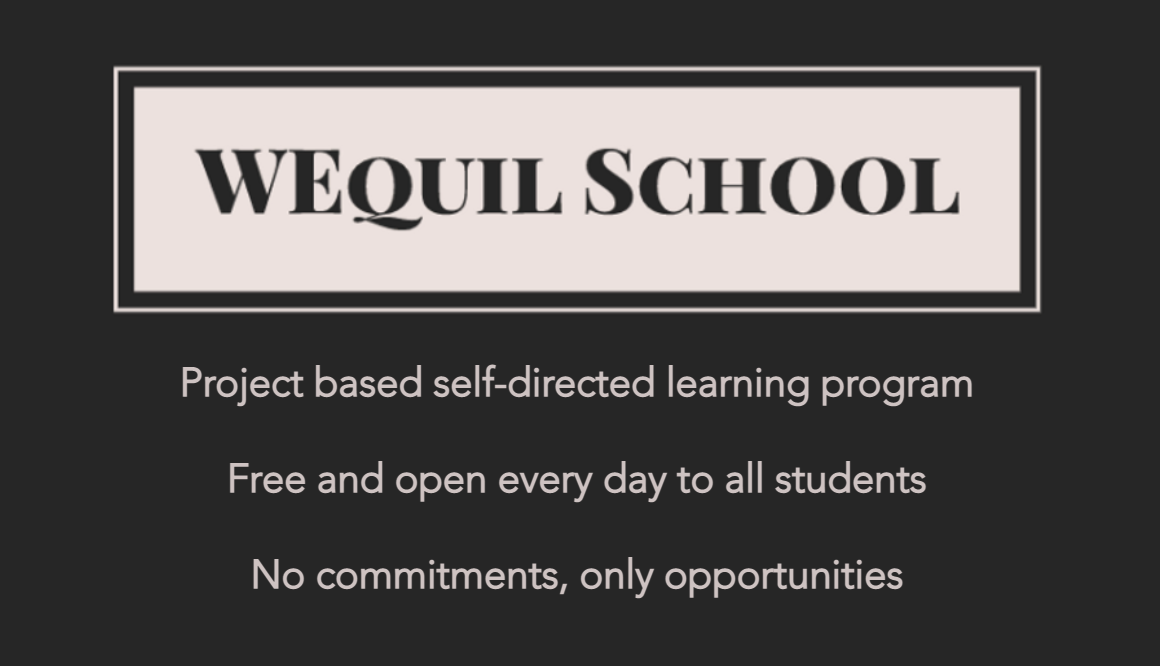 WEQUIL SCHOOL
Project based self-directed learning program
Free and open every day to all students
No commitments, only opportunities